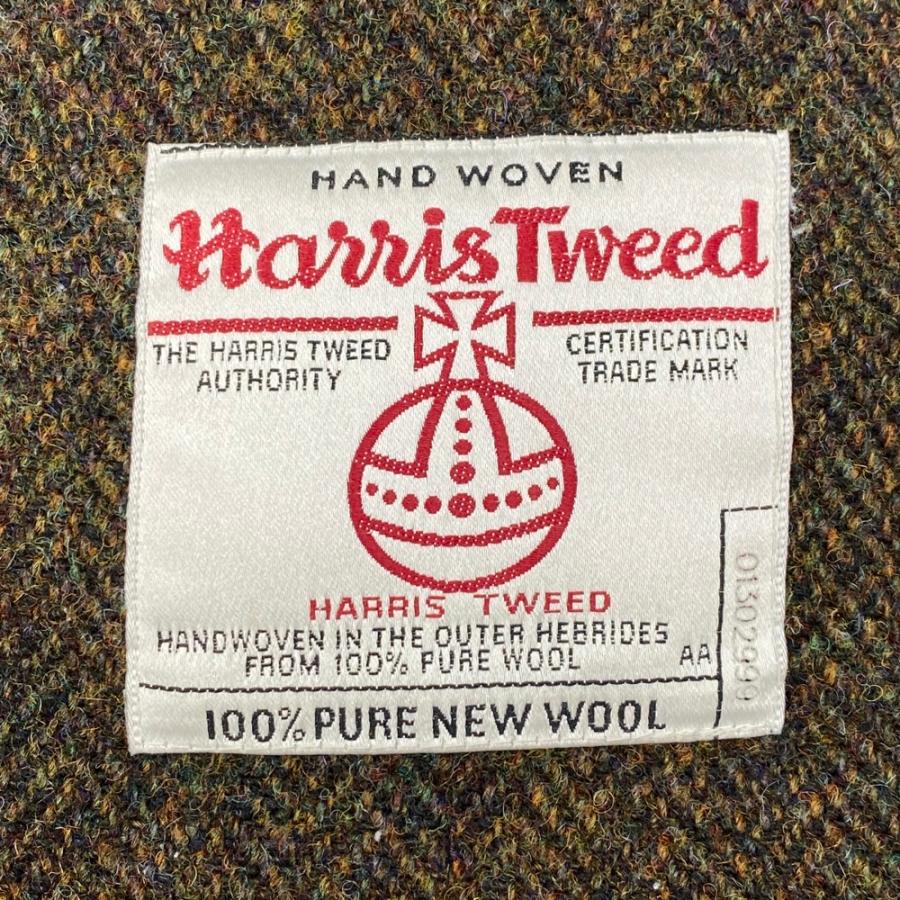 HAND WOVEN
Harris Tweed
THE HARRIS TWEED
AUTHORITY
CERTIFICATION
TRADE MARK
HARRIS TWEED
HANDWOVEN IN THE OUTER HEBRIDES
FROM 100% PURE WOOL
AA
01302999
100% PURE NEW WOOL